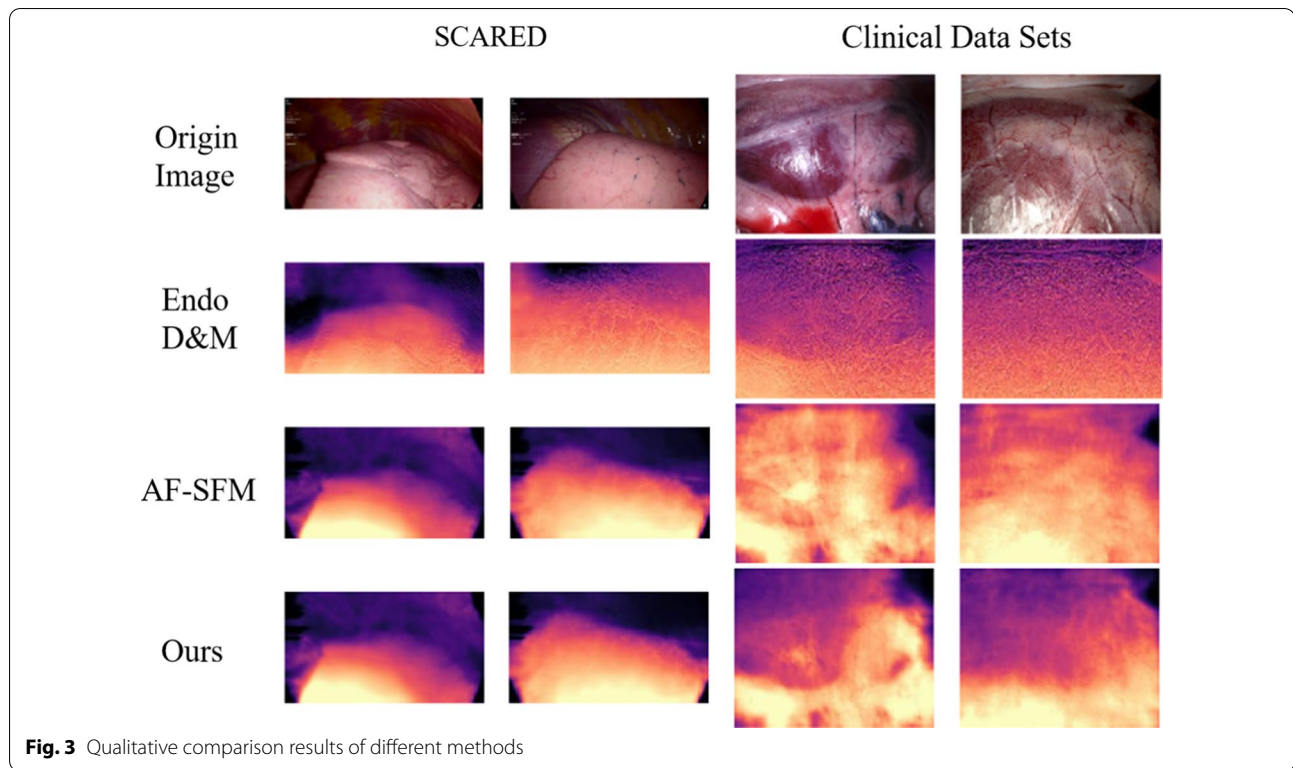 SCARED
Clinical Data Sets
Origin
Image
Endo
D&M
AF-SFM
Ours
Fig. 3 Qualitative comparison results of different methods